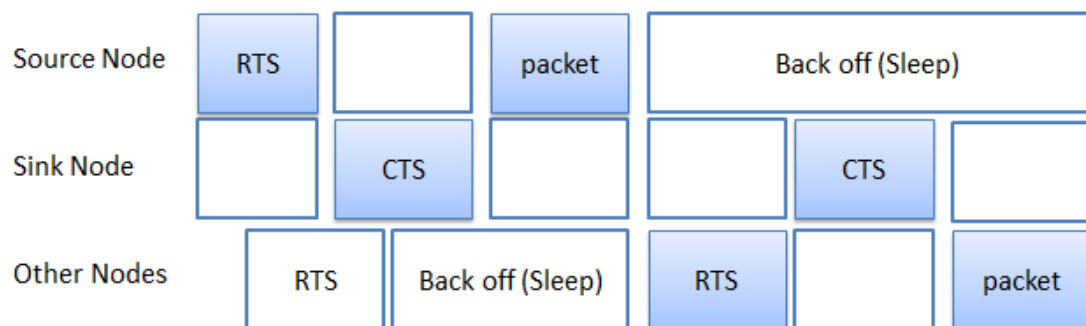 Source Node RTS packet Back off (Sleep)
Sink Node CTS CTS
Other Nodes RTS Back off (Sleep) RTS packet